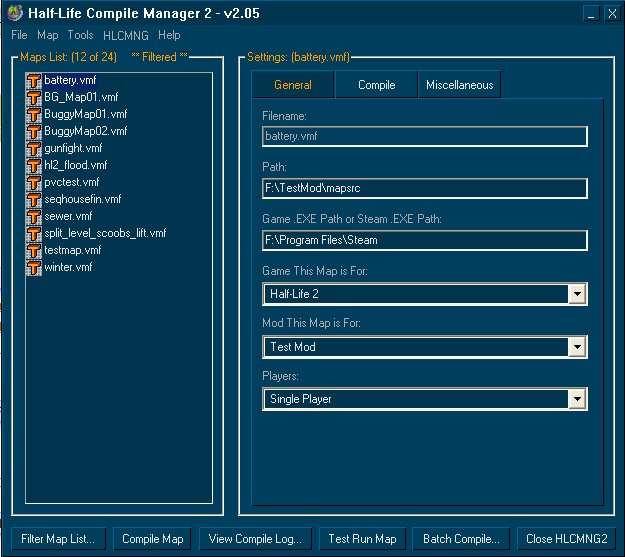 Half-Life Compile Manager 2 - v2.05
File Map Tools HLCMNG Help
Maps List: (12 of 24) ** Filtered **
battery.vmf
BG_Map01.vmf
BuggyMap01.vmf
BuggyMap02.vmf
gunfight.vmf
hl2_flood.vmf
pvctest.vmf
seqhousefin.vmf
sewer.vmf
split_level_scoobs_lift.vmf
testmap.vmf
winter.vmf
Settings: (battery.vmf)
General Compile Miscellaneous
Filename:
battery.vmf
Path:
F:\TestMod\mapsrc
Game .EXE Path or Steam .EXE Path:
F:\Program Files\Steam
Game This Map is For:
Half-Life 2
Mod This Map is For:
Test Mod
Players:
Single Player
Filter Map List... Compile Map View Compile Log... Test Run Map Batch Compile... Close HLCMNG2